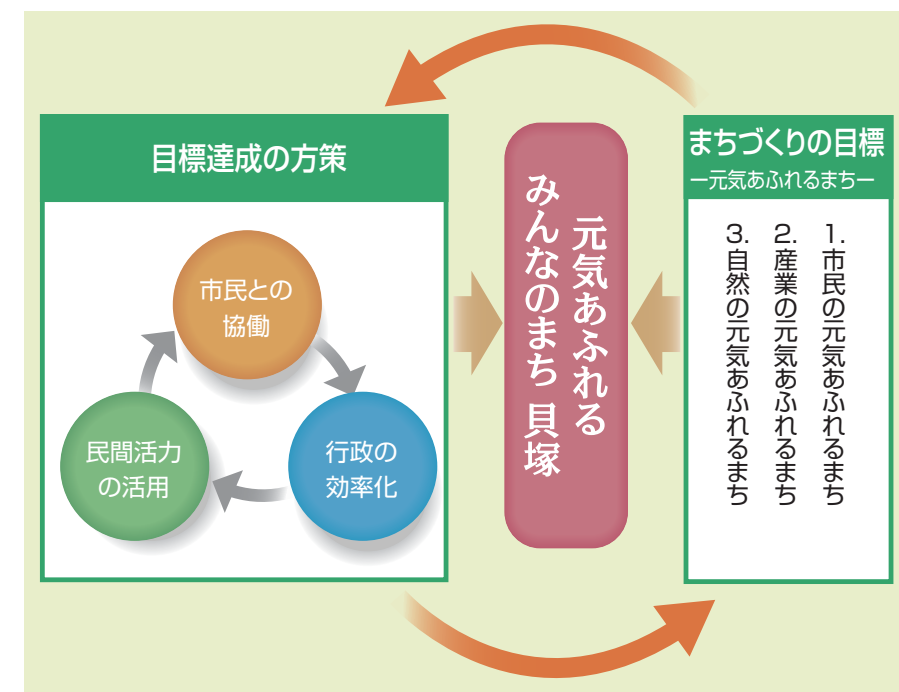 目標達成の方策
市民との
協働
行政の
効率化
民間活力
の活用
元気あふれる
みんなのまち 貝塚
まちづくりの目標
ー元気あふれるまちー
1.市民の元気あふれるまち
2.産業の元気あふれるまち
3.自然の元気あふれるまち